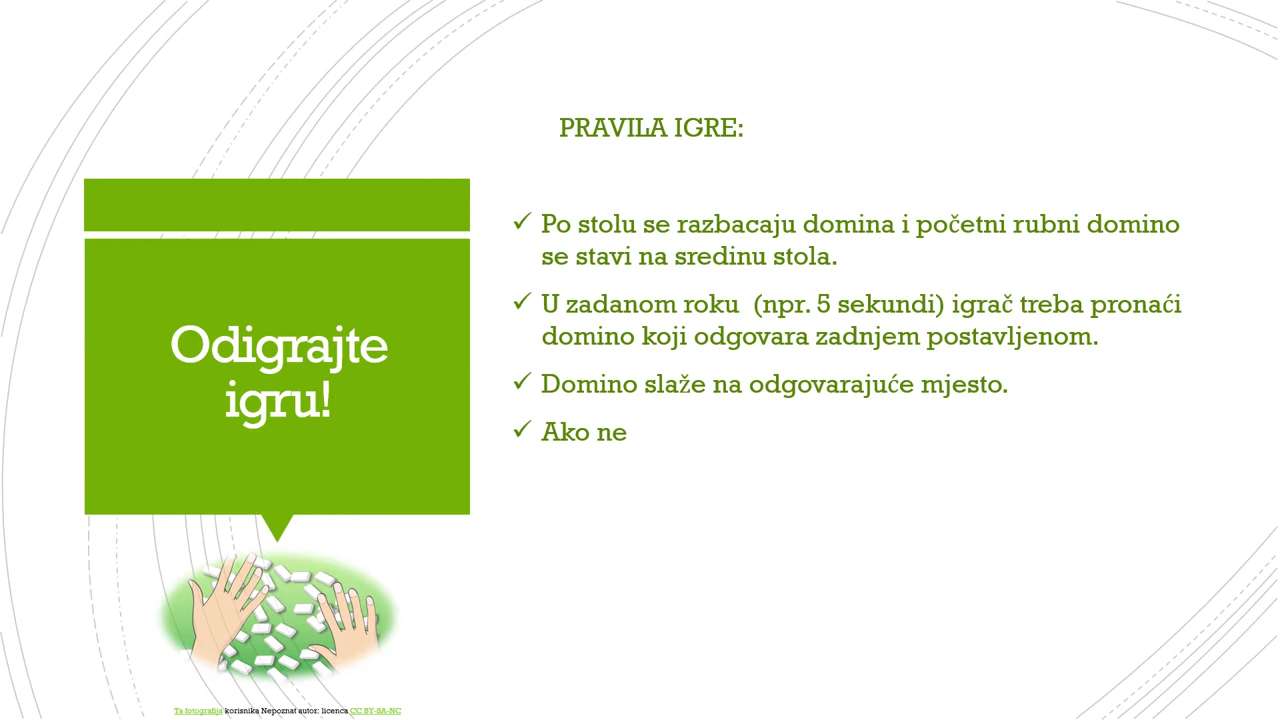 PRAVILA IGRE:
Odigrajte
igru!
Po stolu se razbacaju domina i početni rubni domino
se stavi na sredinu stola.
U zadanom roku (npr. 5 sekundi) igrač treba pronaći
domino koji odgovara zadnjem postavljenom.
Domino slaže na odgovarajuće mjesto.
Ako ne
Ta fotografija korisnika Nepoznat autor: licenca CC BY-SA-NC